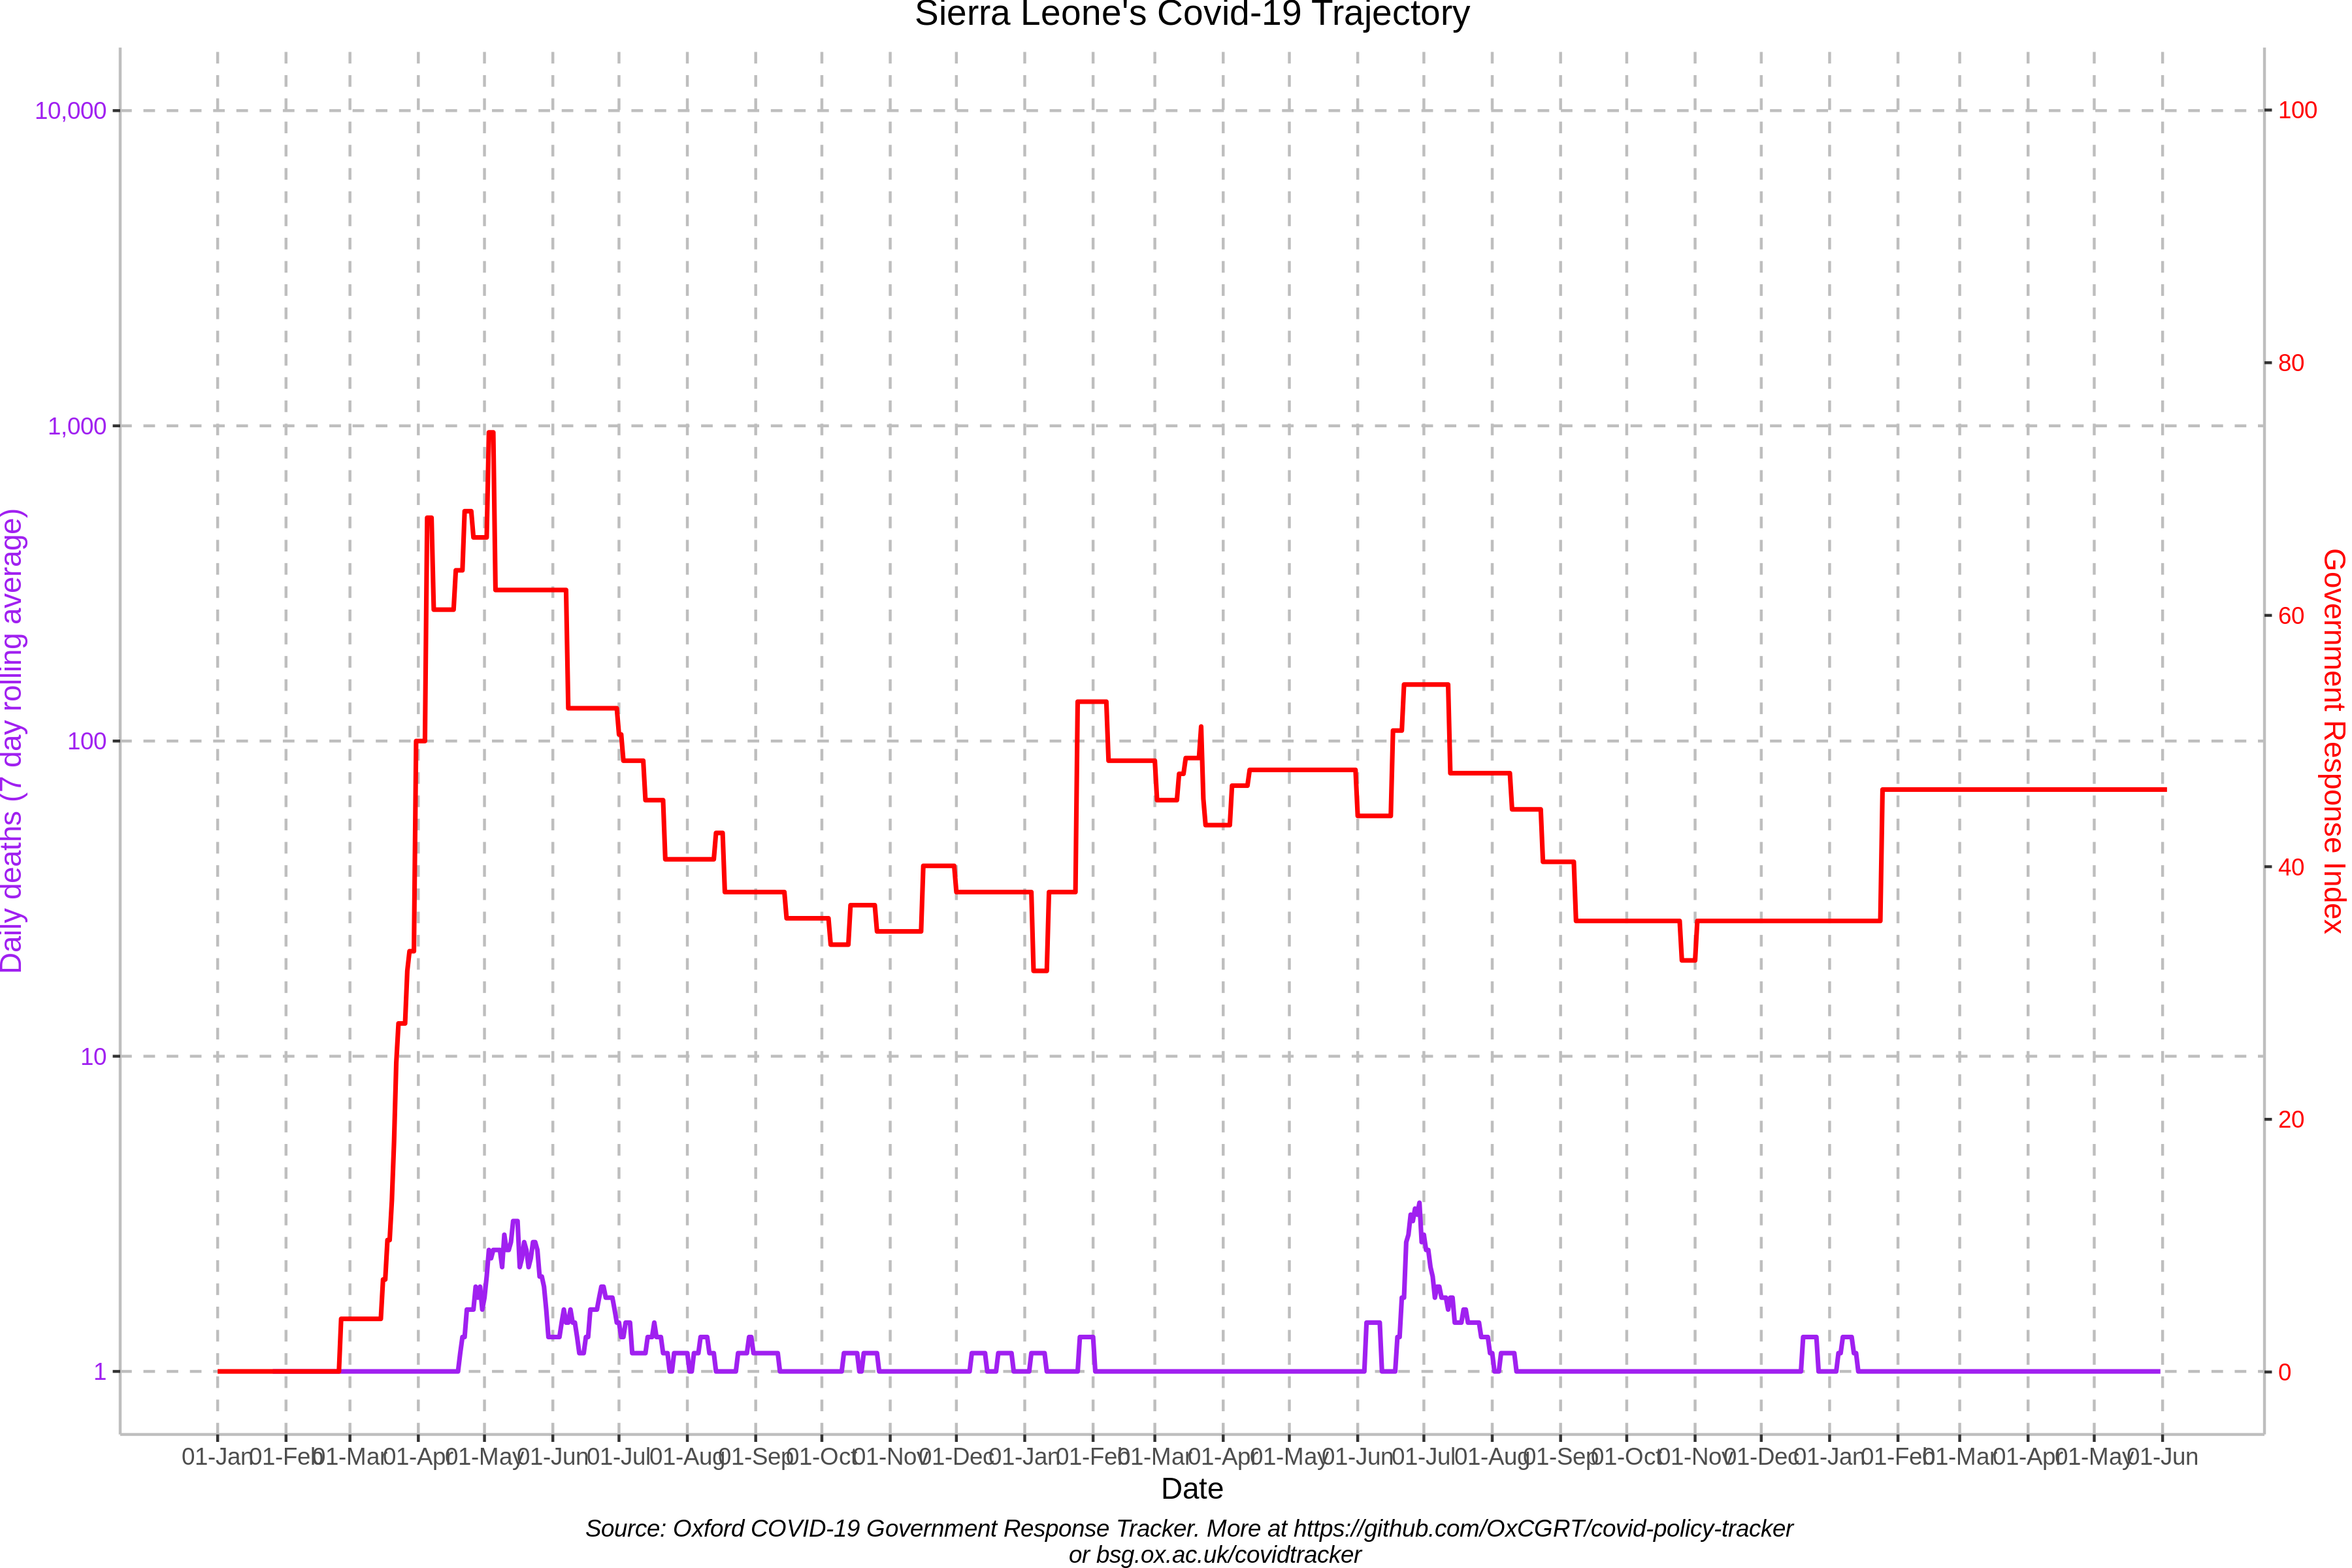 Sierra Leone's Covid-19 Trajectory
10,000
1,000
100
10
1
Daily deaths (7 day rolling average)
100
80
60
40
20
0
Government Response Index
01-Jan 01-Feb 01-Mar 01-Apr 01-May 01-Jun 01-Jul 01-Aug 01-Sep 01-Oct 01-Nov 01-Dec 01-Jan 01-Feb 01-Mar 01-Apr 01-May 01-Jun 01-Jul 01-Aug 01-Sep 01-Oct 01-Nov 01-Dec 01-Jan 01-Feb 01-Mar 01-Apr 01-May 01-Jun
Date
Source: Oxford COVID-19 Government Response Tracker. More at https://github.com/OxCGRT/covid-policy-tracker
or bsg.ox.ac.uk/covidtracker